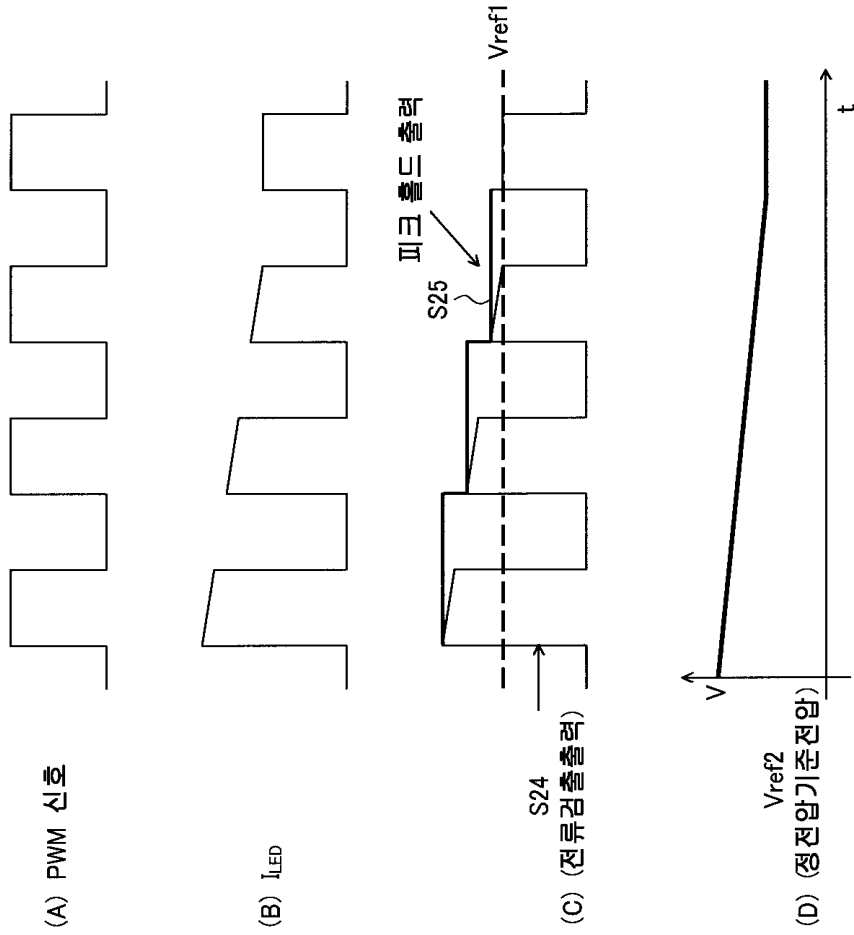 (A) PWM 신호
(B) ILED
S24
(C) (전류검출출력)
S25
피크 홀드 출력
Vref1
Vref2
(D) (정전압기준전압)
V
t